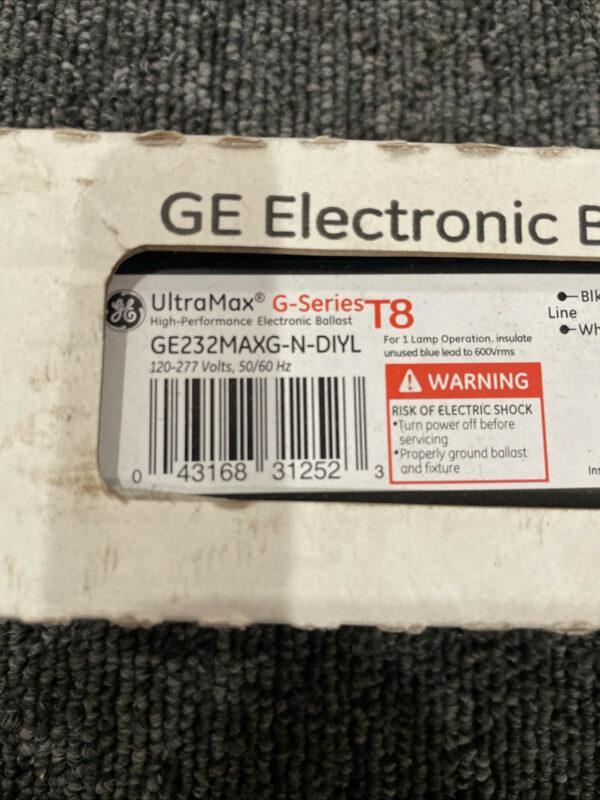 GE Electronic
GE UltraMax® G-Series T8
High-Performance Electronic Ballast
GE232MAXG-N-DIYL
120-277 Volts, 50/60 Hz
0 43168 31252 3
For 1 Lamp Operation, insulate
unused blue lead to 600Vrms
WARNING
RISK OF ELECTRIC SHOCK
•Turn power off before
servicing
•Properly ground ballast
and fixture
Blk
Line